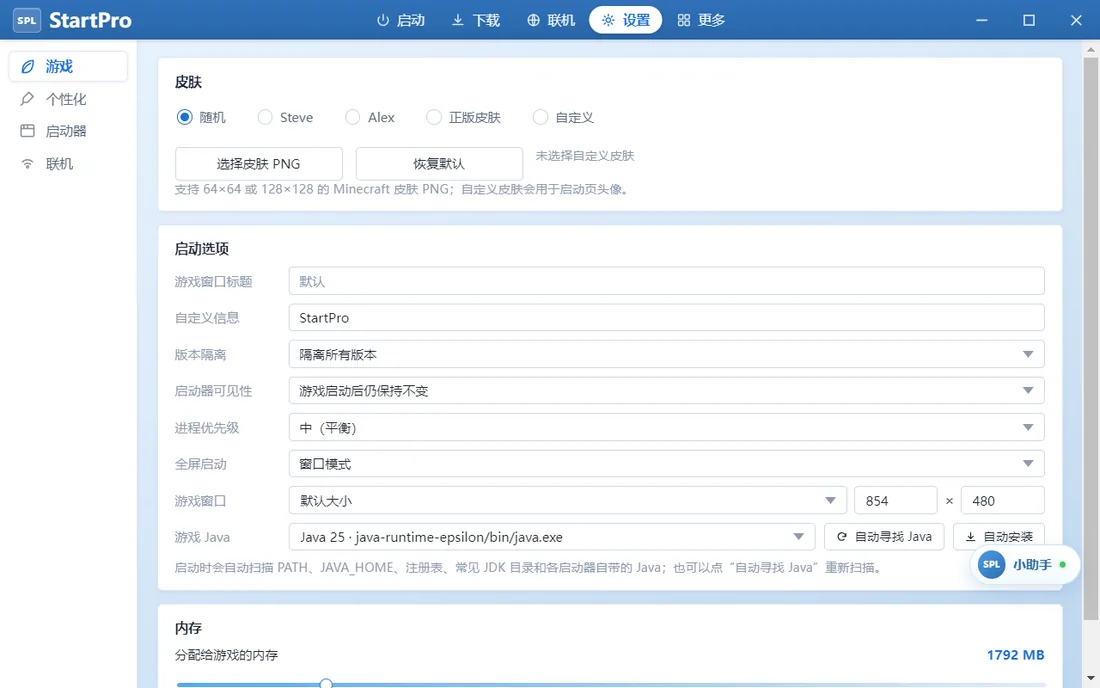 SPL StartPro 启动 下载 联机 设置 更多
游戏
个性化
启动器
联机
皮肤
随机 Steve Alex 正版皮肤 自定义
选择皮肤 PNG 恢复默认 未选择自定义皮肤
支持 64×64 或 128×128 的 Minecraft 皮肤 PNG；自定义皮肤会用于启动页头像。
启动选项
游戏窗口标题 默认
自定义信息 StartPro
版本隔离 隔离所有版本
启动器可见性 游戏启动后仍保持不变
进程优先级 中（平衡）
全屏启动 窗口模式
游戏窗口 默认大小 854 × 480
游戏 Java Java 25 · java-runtime-epsilon/bin/java.exe 自动寻找 Java 自动安装
启动时会自动扫描 PATH、JAVA_HOME、注册表、常见 JDK 目录和各启动器自带的 Java；也可以点“自动寻找 Java”重新扫描。
SPL 小助手
内存
分配给游戏的内存 1792 MB